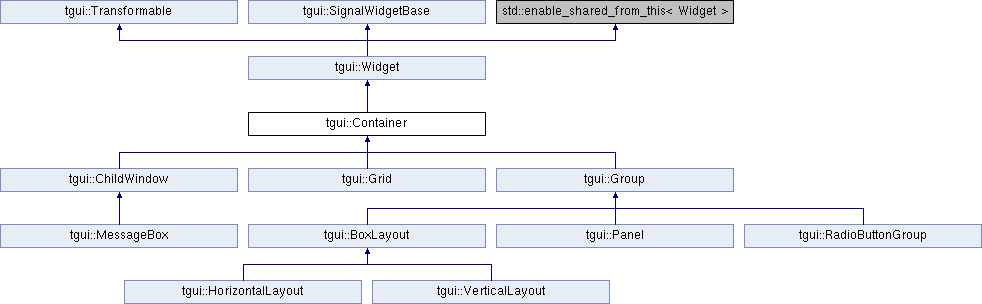 tgui::Transformable
tgui::SignalWidgetBase
std::enable_shared_from_this< Widget >
tgui::Widget
tgui::Container
tgui::ChildWindow
tgui::Grid
tgui::Group
tgui::MessageBox
tgui::BoxLayout
tgui::Panel
tgui::RadioButtonGroup
tgui::HorizontalLayout
tgui::VerticalLayout